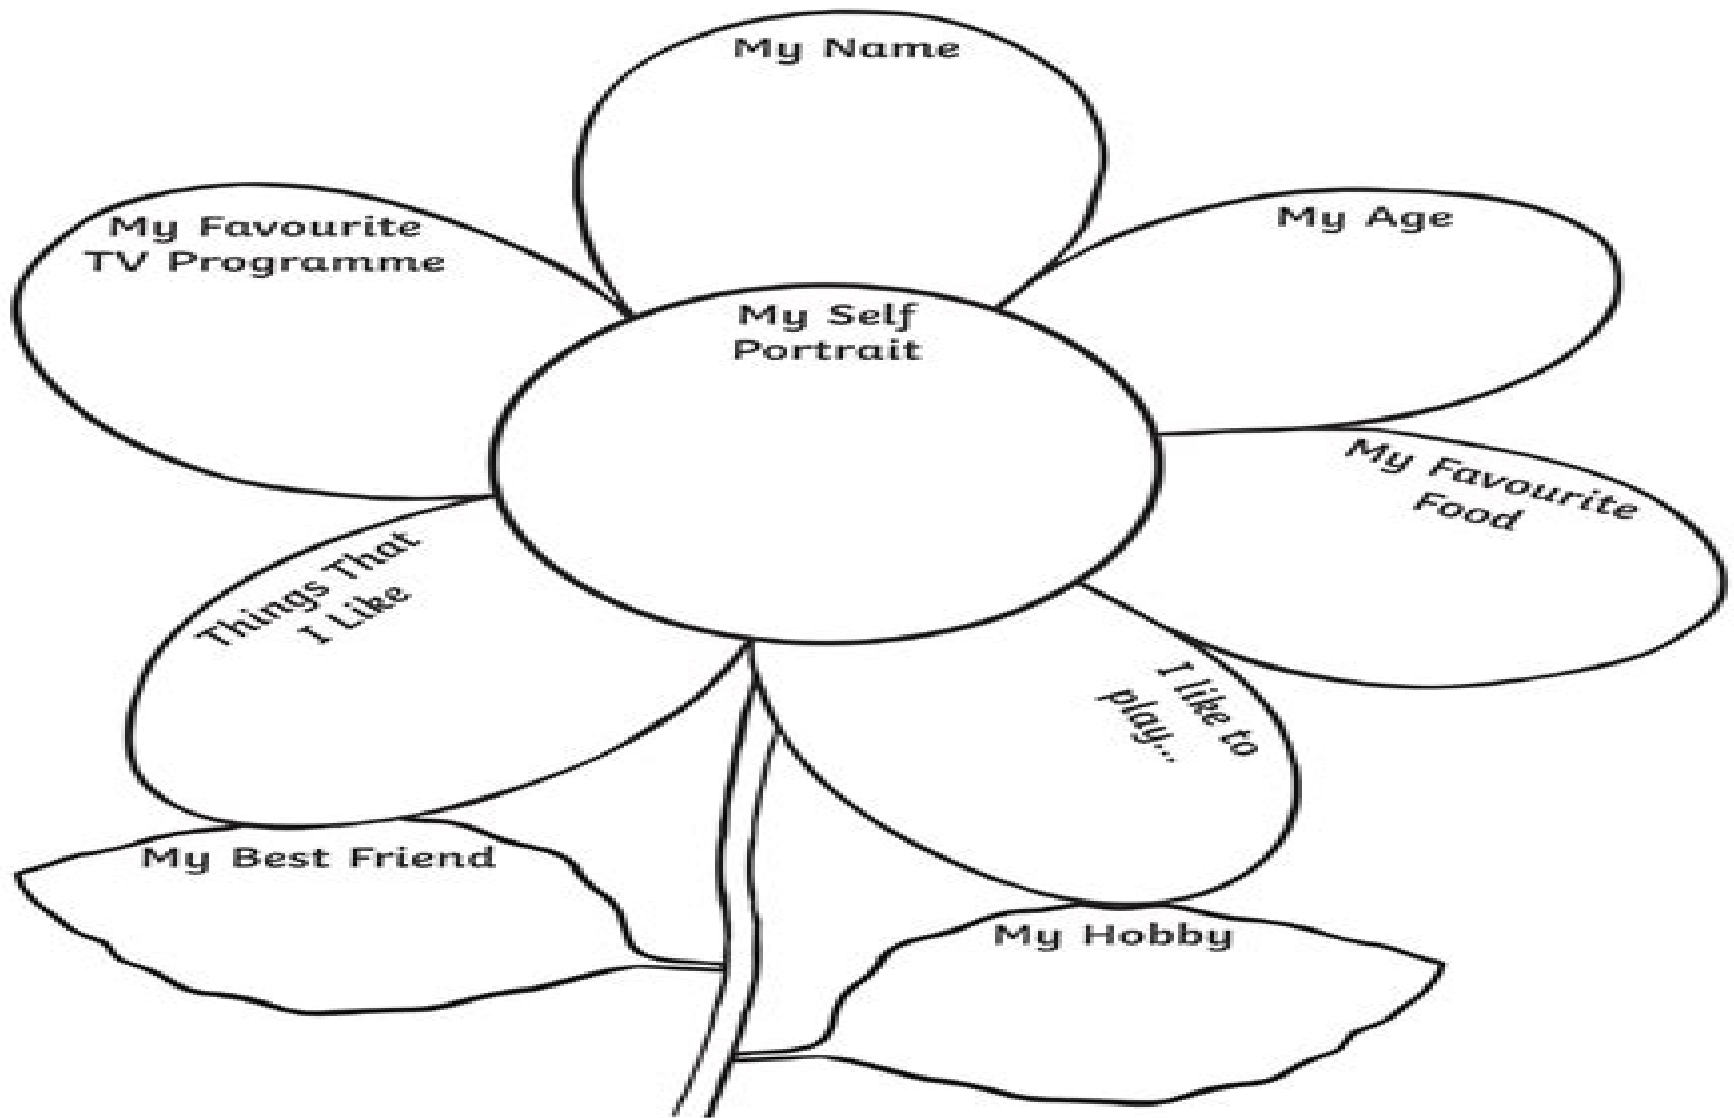 My Name
My Favourite
TV Programme
My Age
My Self
Portrait
My Favourite
Food
Things That
I Like
I like to
play...
My Best Friend
My Hobby